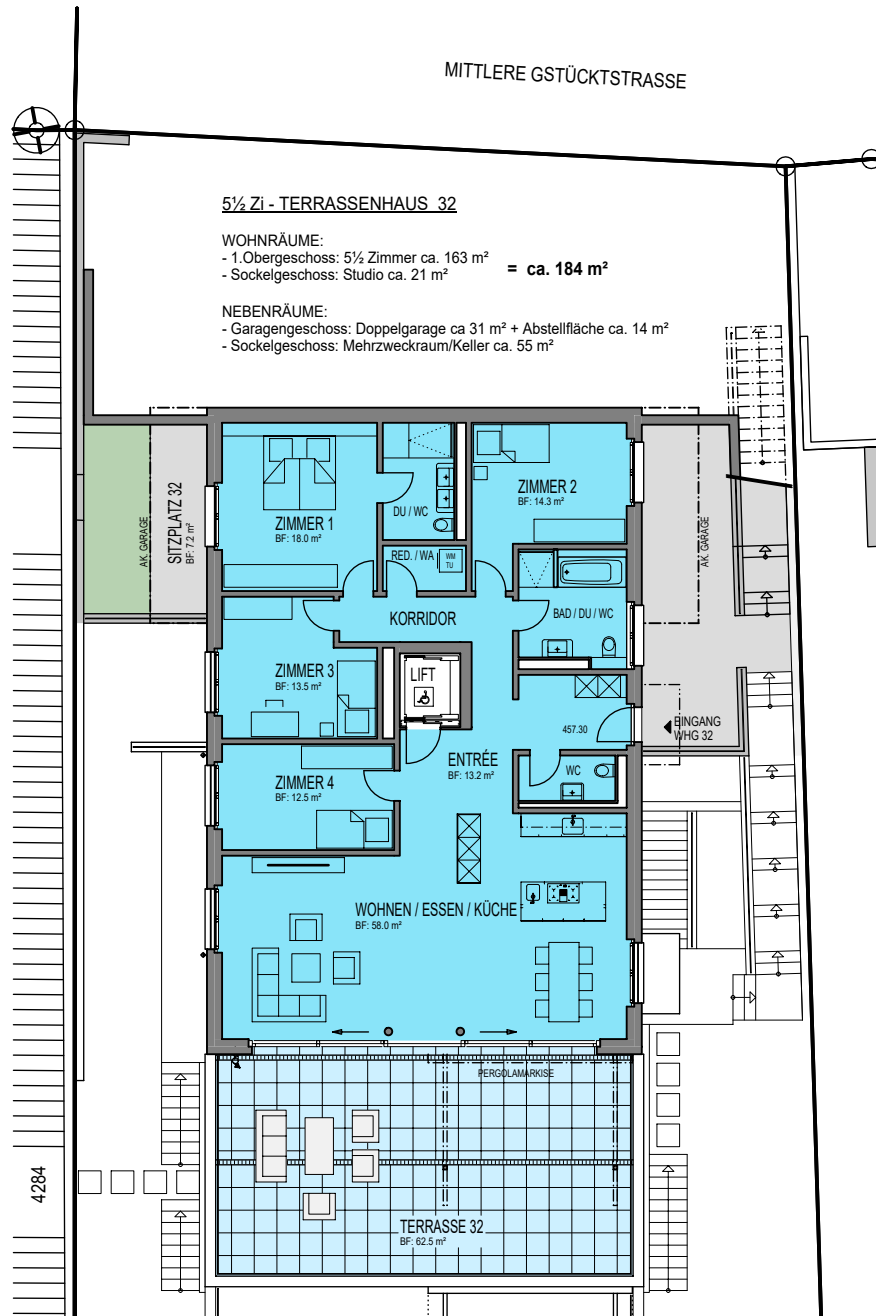 MITTLERE GSTÜCKTSTRASSE
5½ Zi - TERRASSENHAUS 32
WOHNRÄUME:
- 1.Obergeschoss: 5½ Zimmer ca. 163 m²
- Sockelgeschoss: Studio ca. 21 m²
= ca. 184 m²
NEBENRÄUME:
- Garagengeschoss: Doppelgarage ca 31 m² + Abstellfläche ca. 14 m²
- Sockelgeschoss: Mehrzweckraum/Keller ca. 55 m²
AK. GARAGE
SITZPLATZ 32
BF: 7.2 m²
ZIMMER 1
BF: 18.0 m²
DU / WC
ZIMMER 2
BF: 14.3 m²
AK. GARAGE
RED. / WA
WM
TU
KORRIDOR
BAD / DU / WC
ZIMMER 3
BF: 13.5 m²
LIFT
457.30
EINGANG
WHG 32
ENTRÉE
BF: 13.2 m²
WC
ZIMMER 4
BF: 12.5 m²
WOHNEN / ESSEN / KÜCHE
BF: 58.0 m²
PERGOLAMARKISE
4284
TERRASSE 32
BF: 62.5 m²